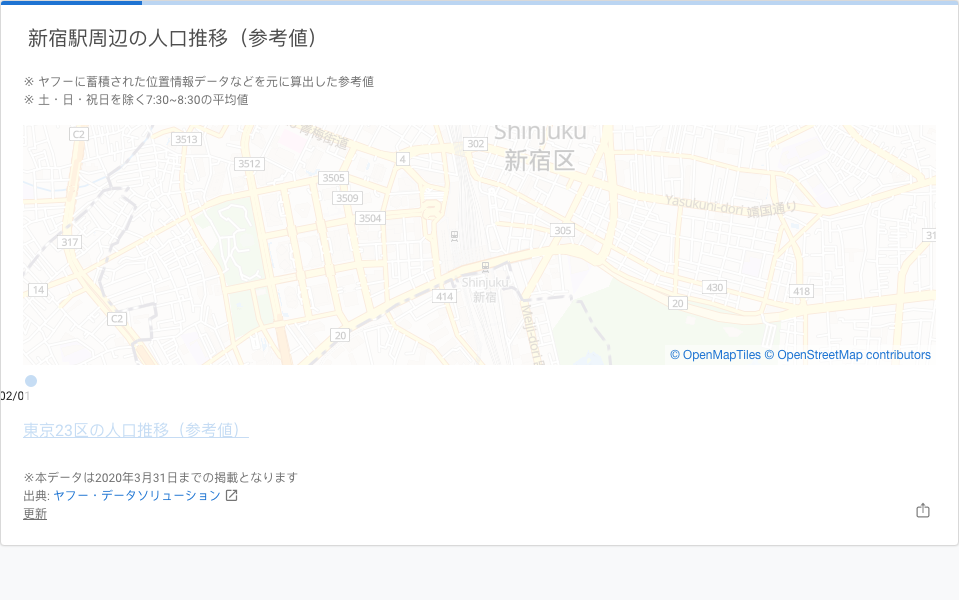 新宿駅周辺の人口推移（参考値）
※ ヤフーに蓄積された位置情報データなどを元に算出した参考値
※ 土・日・祝日を除く7:30~8:30の平均値
Shinjuku
新宿区
青梅街道
C2
3513
302
3512
4
3505
3509
3504
Yasukuni-dori 靖国通り
305
317
31
Shinjuku
新宿
14
414
430
418
20
C2
20
Meiji-dori
© OpenMapTiles © OpenStreetMap contributors
02/01
東京23区の人口推移（参考値）
※本データは2020年3月31日までの掲載となります
出典: ヤフー・データソリューション
更新